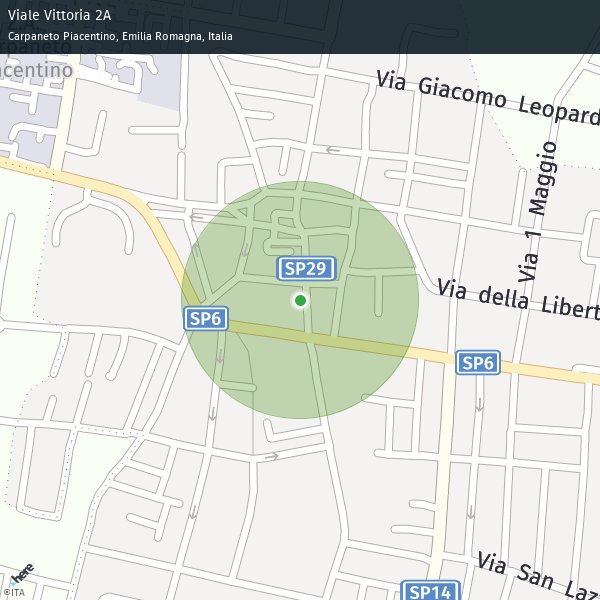 Viale Vittoria 2A
Carpaneto Piacentino, Emilia Romagna, Italia
Carpaneto
Piacentino
Via Giacomo Leopard
Via 1 Maggio
SP29
Via della Libert
SP6
SP6
Via San Laz
SP14
here
©ITA